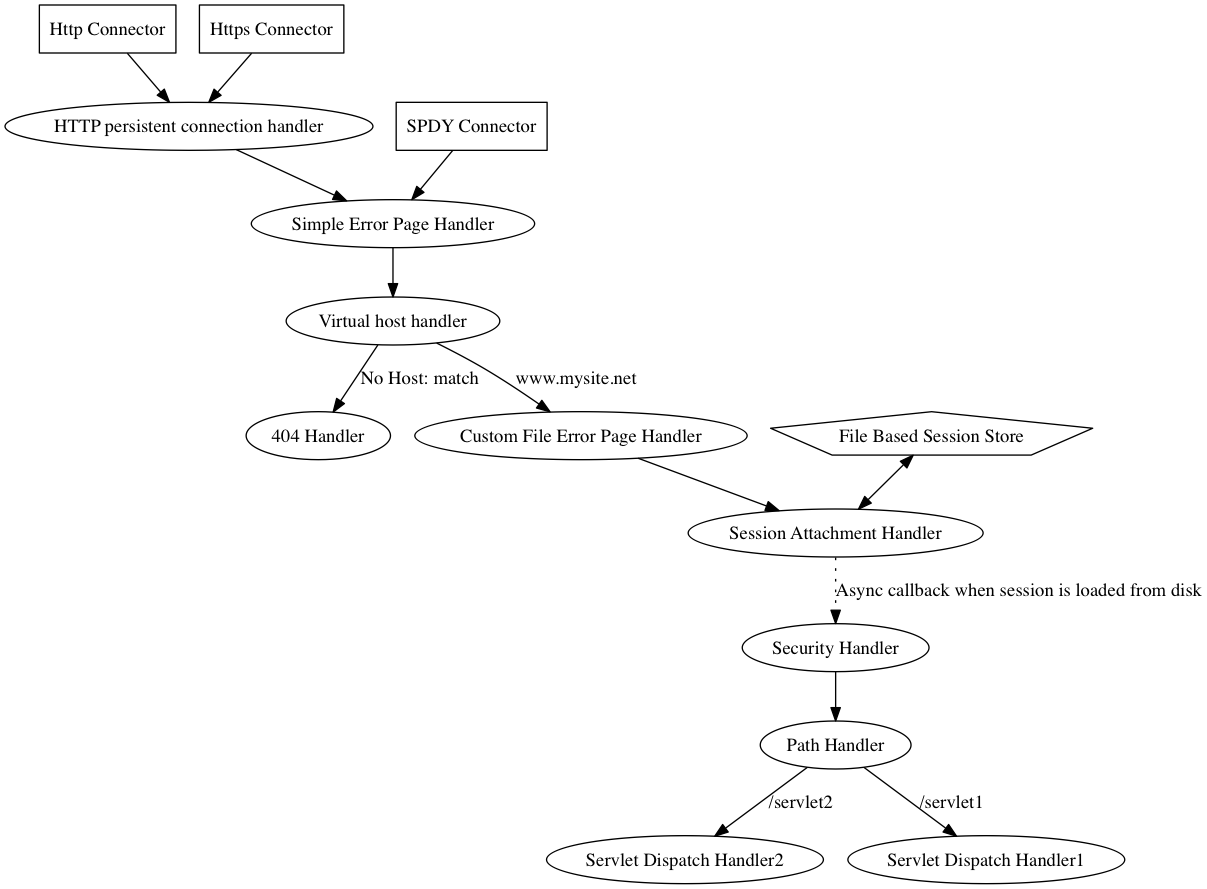 Http Connector
Https Connector
HTTP persistent connection handler
SPDY Connector
Simple Error Page Handler
Virtual host handler
No Host: match
www.mysite.net
404 Handler
Custom File Error Page Handler
File Based Session Store
Session Attachment Handler
Async callback when session is loaded from disk
Security Handler
Path Handler
/servlet2
/servlet1
Servlet Dispatch Handler2
Servlet Dispatch Handler1